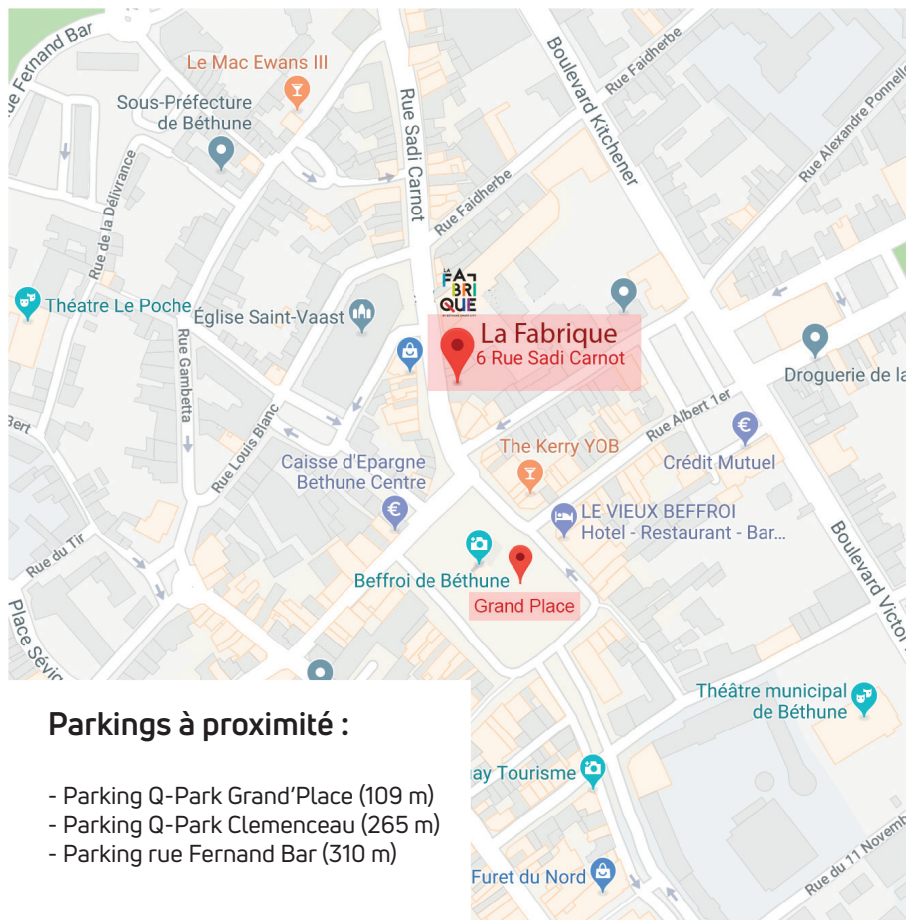 ue Fernand Bar
Le Mac Ewans III
Sous-Préfecture
de Béthune
Rue de la Délivrance
Rue Sadi Carnot
Boulevard Kitchener
Rue Faidherbe
Rue Alexandre Ponnelle
Rue Faidherbe
Théatre Le Poche
Église Saint-Vaast
LA
FA
BRI
QUE
La Fabrique
6 Rue Sadi Carnot
Rue Gambetta
Rue Louis Blanc
Bert
Droguerie de la
Rue Albert 1er
The Kerry YOB
Crédit Mutuel
Caisse d'Epargne
Bethune Centre
LE VIEUX BEFFROI
Hotel - Restaurant - Bar...
Rue du Tir
Beffroi de Béthune
Grand Place
Boulevard Victor
Place Sévig
Théâtre municipal
de Béthune
Parkings à proximité :
- Parking Q-Park Grand'Place (109 m)
- Parking Q-Park Clemenceau (265 m)
- Parking rue Fernand Bar (310 m)
ay Tourisme
Furet du Nord
Rue du 11 Novemb